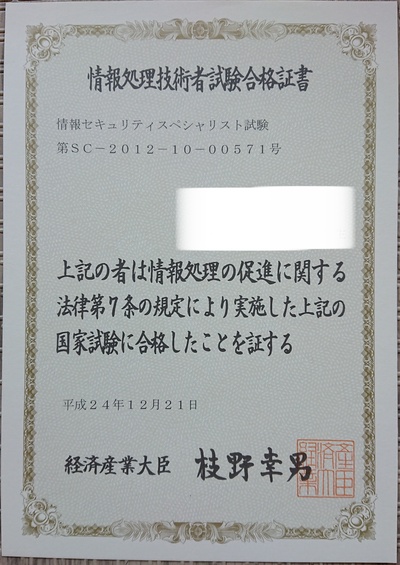 情報処理技術者試験合格証書
情報セキュリティスペシャリスト試験
第SC－2012－10－00571号
上記の者は情報処理の促進に関する
法律第7条の規定により実施した上記の
国家試験に合格したことを証する
平成24年12月21日
経済産業大臣 枝野幸男